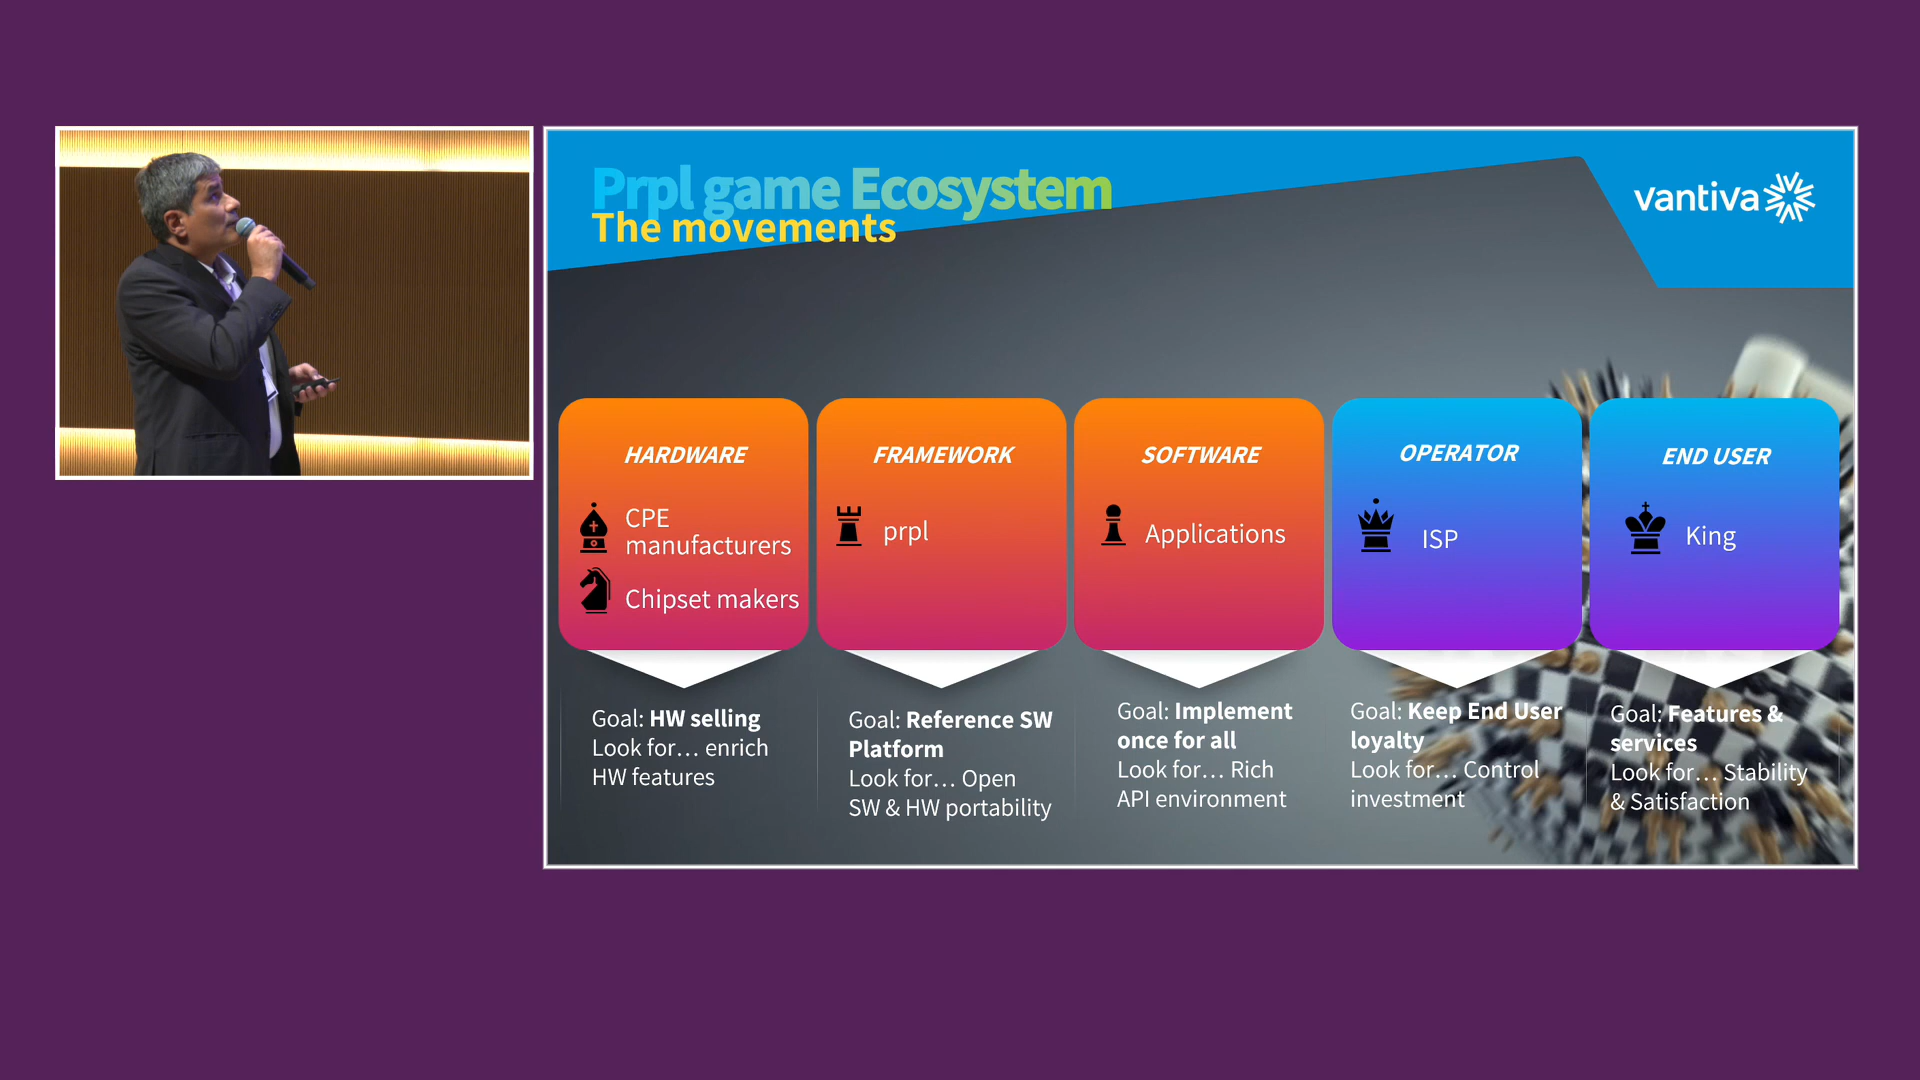 Prpl game Ecosystem
The movements
vantiva
HARDWARE
CPE
manufacturers
Chipset makers
Goal: HW selling
Look for… enrich
HW features
FRAMEWORK
prpl
Goal: Reference SW
Platform
Look for… Open
SW & HW portability
SOFTWARE
Applications
Goal: Implement
once for all
Look for… Rich
API environment
OPERATOR
ISP
Goal: Keep End User
loyalty
Look for… Control
investment
END USER
King
Goal: Features &
services
Look for… Stability
& Satisfaction